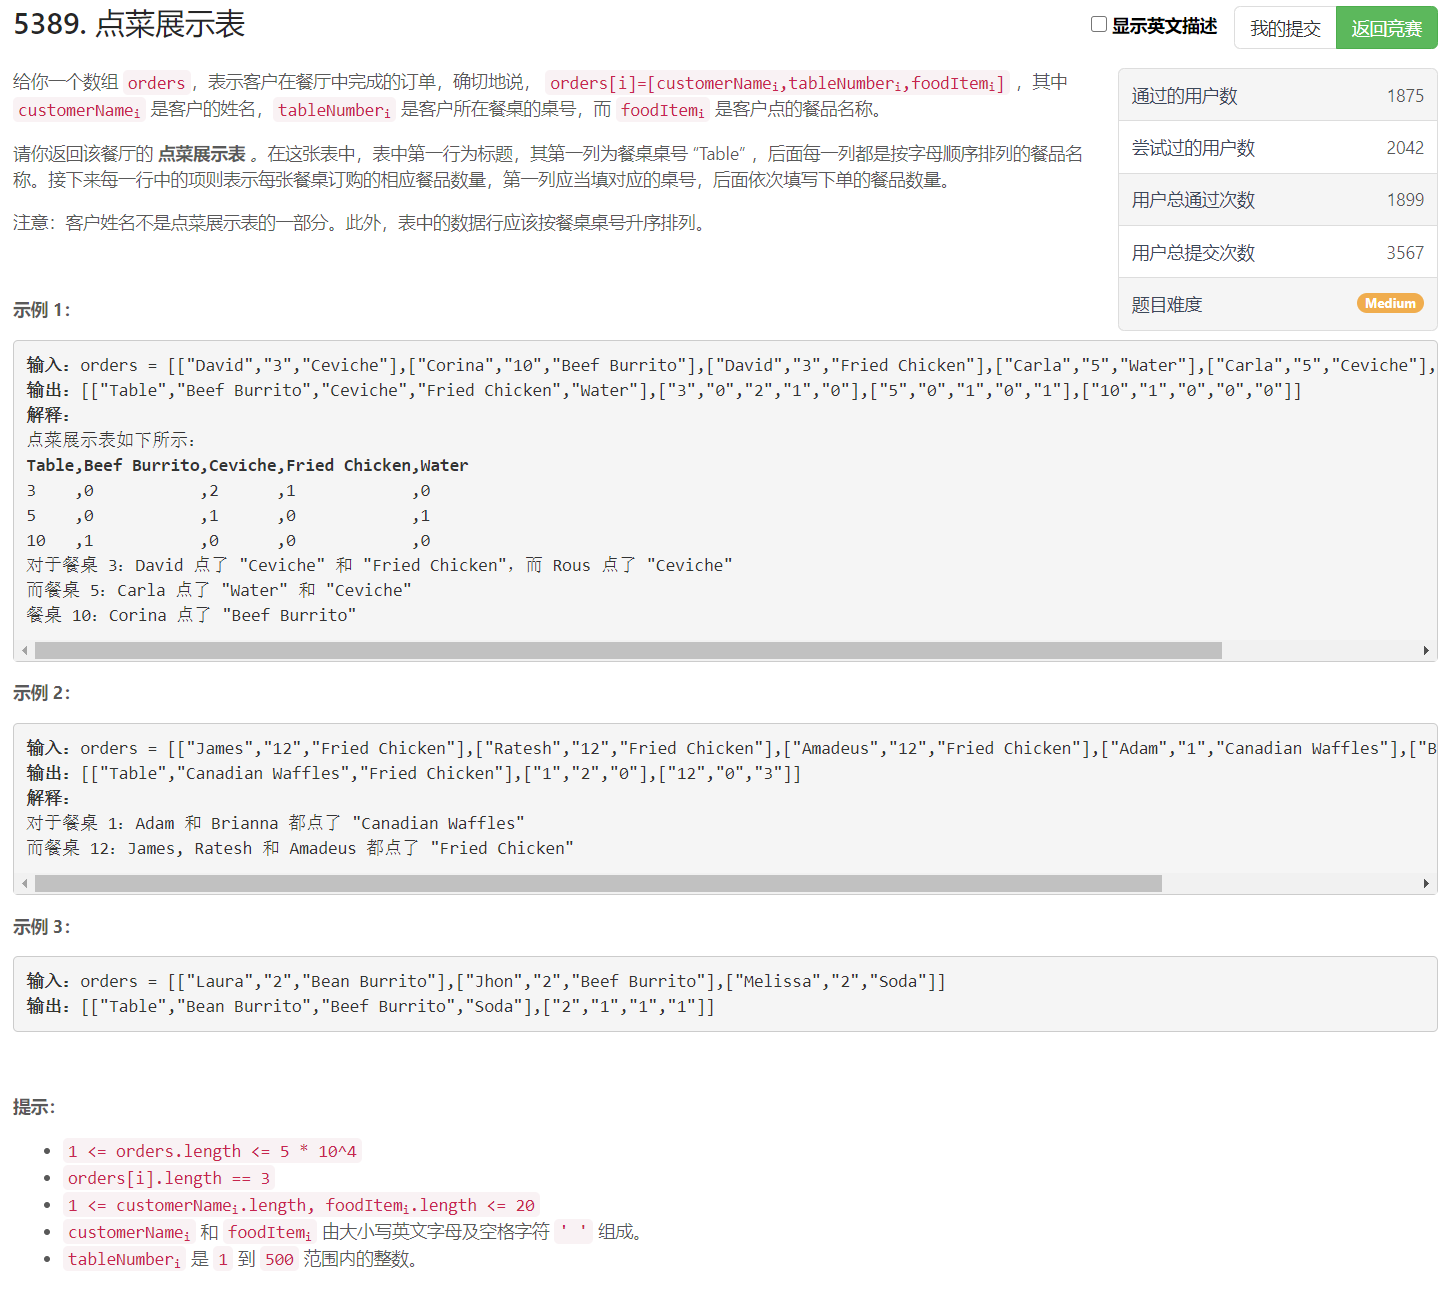 5389. 点菜展示表
显示英文描述
我的提交
返回竞赛
给你一个数组 orders，表示客户在餐厅中完成的订单，确切地说， orders[i]=[customerNameᵢ,tableNumberᵢ,foodItemᵢ] ，其中
customerNameᵢ 是客户的姓名，tableNumberᵢ 是客户所在餐桌的桌号，而 foodItemᵢ 是客户点的餐品名称。
请你返回该餐厅的 点菜展示表 。在这张表中，表中第一行为标题，其第一列为餐桌桌号 “Table” ，后面每一列都是按字母顺序排列的餐品名
称。接下来每一行中的项则表示每张餐桌订购的相应餐品数量，第一列应当填对应的桌号，后面依次填写下单的餐品数量。
注意：客户姓名不是点菜展示表的一部分。此外，表中的数据行应该按餐桌桌号升序排列。
通过的用户数 1875
尝试过的用户数 2042
用户总通过次数 1899
用户总提交次数 3567
题目难度 Medium
示例 1：
输入：orders = [["David","3","Ceviche"],["Corina","10","Beef Burrito"],["David","3","Fried Chicken"],["Carla","5","Water"],["Carla","5","Ceviche"],
输出：[["Table","Beef Burrito","Ceviche","Fried Chicken","Water"],["3","0","2","1","0"],["5","0","1","0","1"],["10","1","0","0","0"]]
解释：
点菜展示表如下所示：
Table,Beef Burrito,Ceviche,Fried Chicken,Water
3    ,0           ,2      ,1            ,0
5    ,0           ,1      ,0            ,1
10   ,1           ,0      ,0            ,0
对于餐桌 3：David 点了 "Ceviche" 和 "Fried Chicken"，而 Rous 点了 "Ceviche"
而餐桌 5：Carla 点了 "Water" 和 "Ceviche"
餐桌 10：Corina 点了 "Beef Burrito"
示例 2：
输入：orders = [["James","12","Fried Chicken"],["Ratesh","12","Fried Chicken"],["Amadeus","12","Fried Chicken"],["Adam","1","Canadian Waffles"],["B
输出：[["Table","Canadian Waffles","Fried Chicken"],["1","2","0"],["12","0","3"]]
解释：
对于餐桌 1：Adam 和 Brianna 都点了 "Canadian Waffles"
而餐桌 12：James, Ratesh 和 Amadeus 都点了 "Fried Chicken"
示例 3：
输入：orders = [["Laura","2","Bean Burrito"],["Jhon","2","Beef Burrito"],["Melissa","2","Soda"]]
输出：[["Table","Bean Burrito","Beef Burrito","Soda"],["2","1","1","1"]]
提示：
1 <= orders.length <= 5 * 10^4
orders[i].length == 3
1 <= customerNameᵢ.length, foodItemᵢ.length <= 20
customerNameᵢ 和 foodItemᵢ 由大小写英文字母及空格字符 ' ' 组成。
tableNumberᵢ 是 1 到 500 范围内的整数。